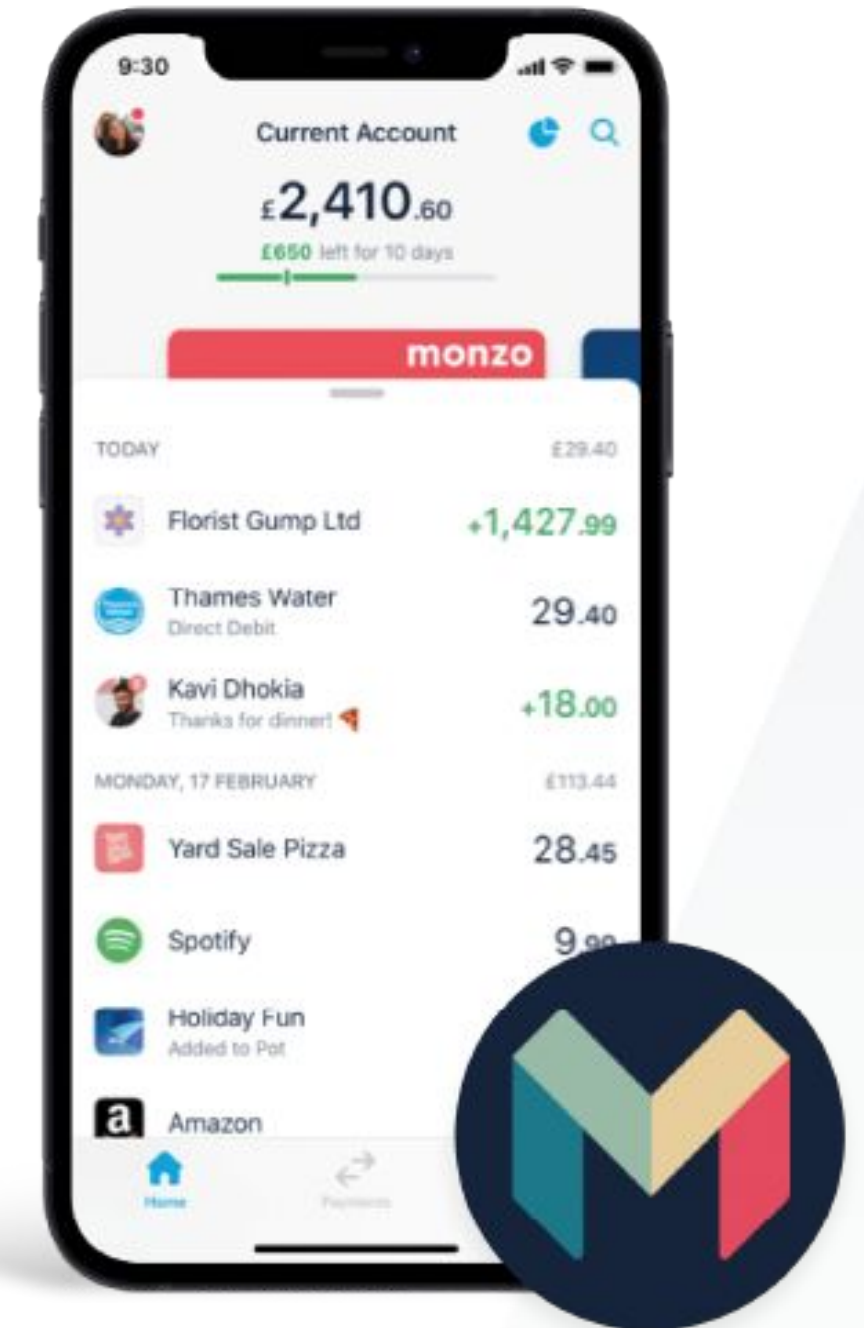 9:30
Current Account
£2,410.60
£650 left for 10 days
monzo
TODAY £29.40
Florist Gump Ltd +1,427.99
Thames Water 29.40
Direct Debit
Kavi Dhokia +18.00
Thanks for dinner!
MONDAY, 17 FEBRUARY £113.44
Yard Sale Pizza 28.45
Spotify 9.99
Holiday Fun
Added to Pot
a Amazon
Home Payments
M